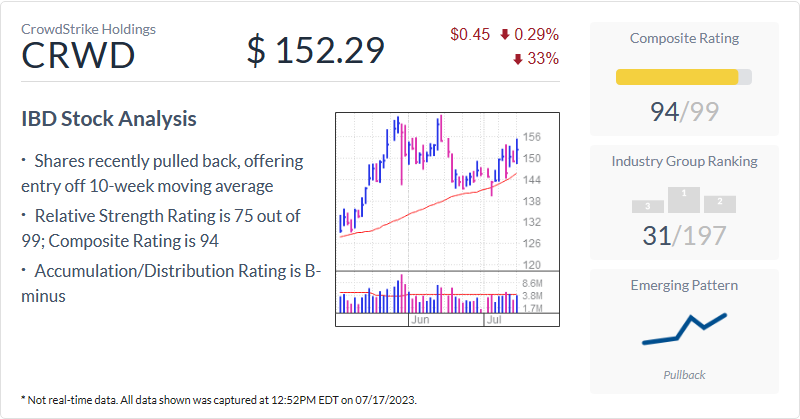 CrowdStrike Holdings
CRWD
$ 152.29
$0.45 0.29%
33%
IBD Stock Analysis
• Shares recently pulled back, offering
entry off 10-week moving average
• Relative Strength Rating is 75 out of
99; Composite Rating is 94
• Accumulation/Distribution Rating is B-
minus
156
150
144
138
132
126
120
8.6M
3.8M
1.7M
Jun
Jul
Composite Rating
94/99
Industry Group Ranking
3
1
2
31/197
Emerging Pattern
Pullback
* Not real-time data. All data shown was captured at 12:52PM EDT on 07/17/2023.